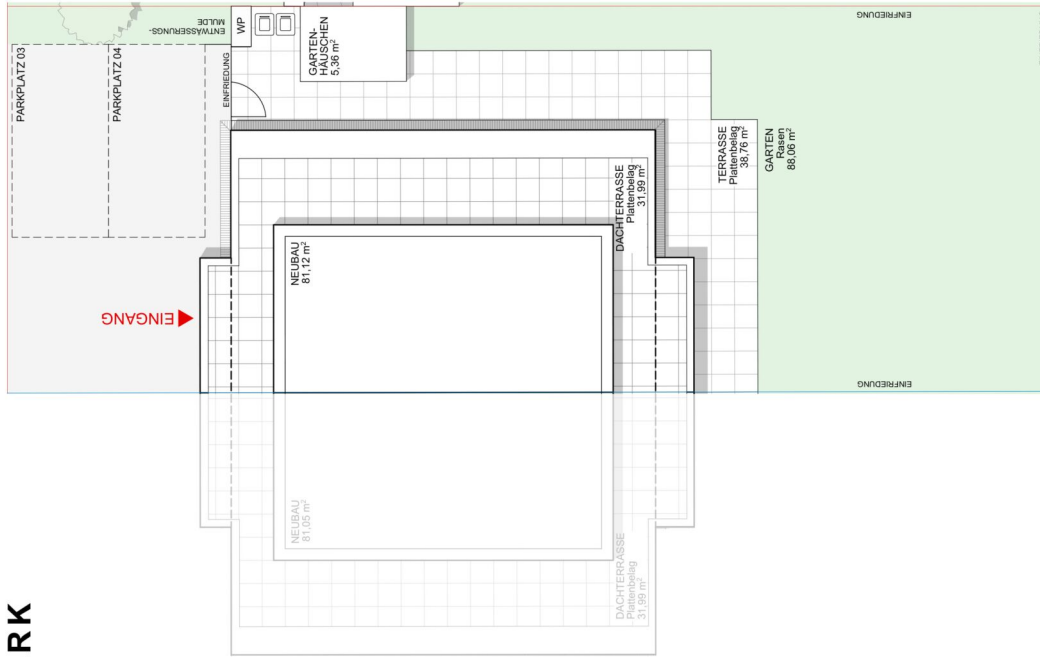 PARKPLATZ 03
PARKPLATZ 04
ENTWÄSSERUNGS-
MULDE
EINFRIEDUNG
WP
GARTEN-
HÄUSCHEN
5,36 m²
EINFRIEDUNG
TERRASSE
Plattenbelag
38,76 m²
GARTEN
Rasen
88,06 m²
DACHTERRASSE
Plattenbelag
31,99 m²
NEUBAU
81,12 m²
EINGANG
EINFRIEDUNG
NEUBAU
81,05 m²
DACHTERRASSE
Plattenbelag
31,99 m²
RK